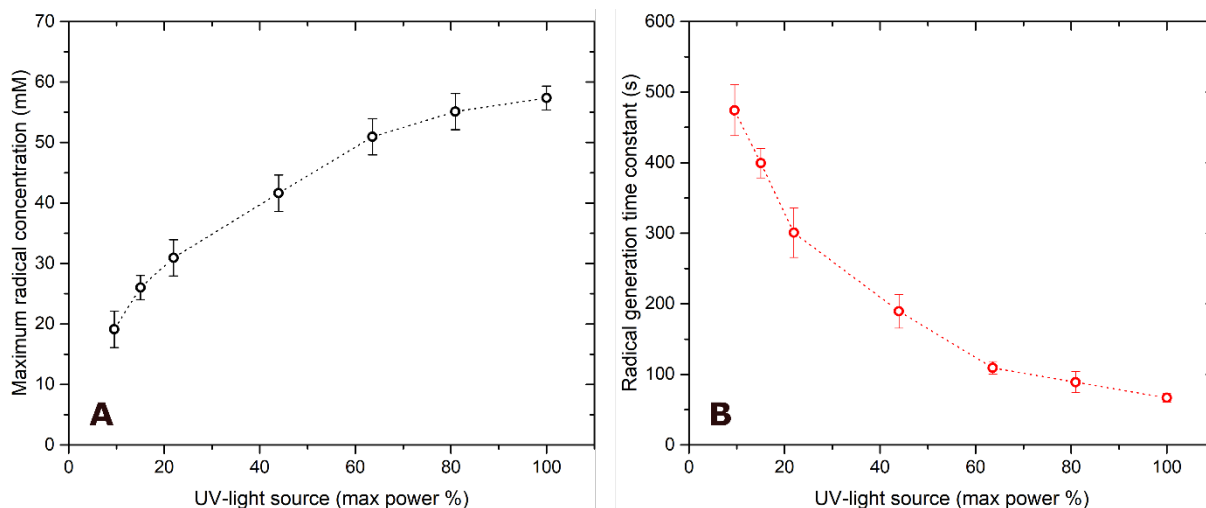 70
60
50
40
30
20
10
0
Maximum radical concentration (mM)
A
0 20 40 60 80 100
UV-light source (max power %)
600
500
400
300
200
100
0
Radical generation time constant (s)
B
0 20 40 60 80 100
UV-light source (max power %)